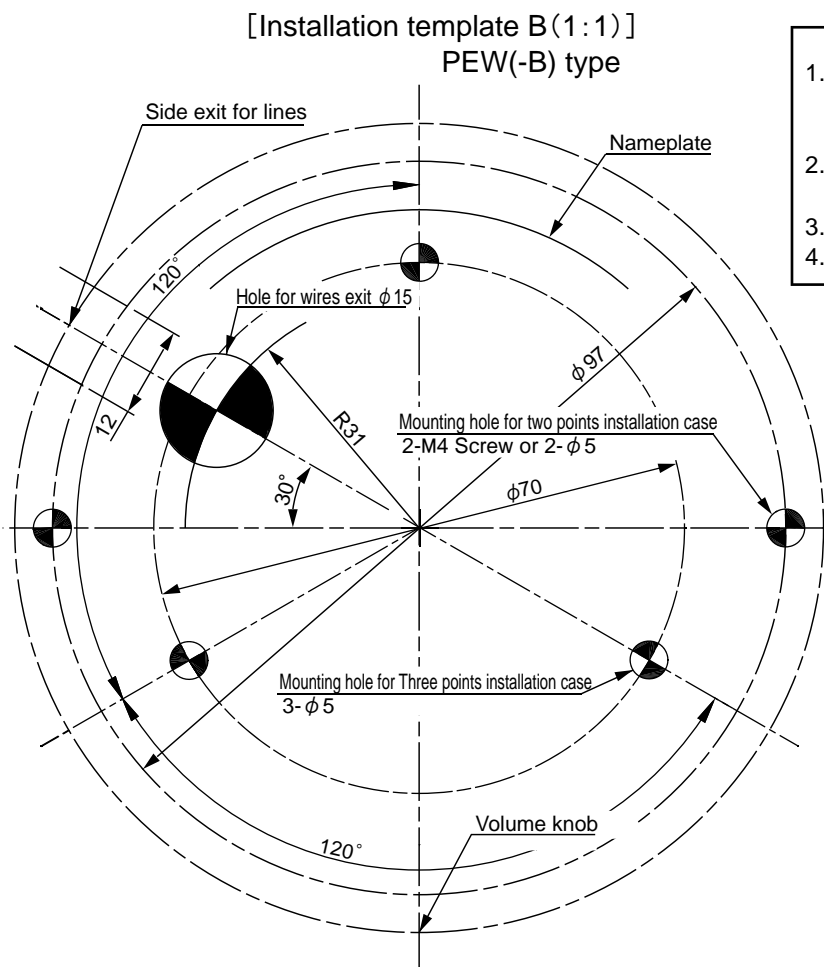 [Installation template B(1:1)]
PEW(-B) type
1.
2.
3.
4.
Side exit for lines
Nameplate
120°
Hole for wires exit φ15
φ97
12
R31
Mounting hole for two points installation case
2-M4 Screw or 2-φ5
30°
φ70
Mounting hole for Three points installation case
3-φ5
Volume knob
120°